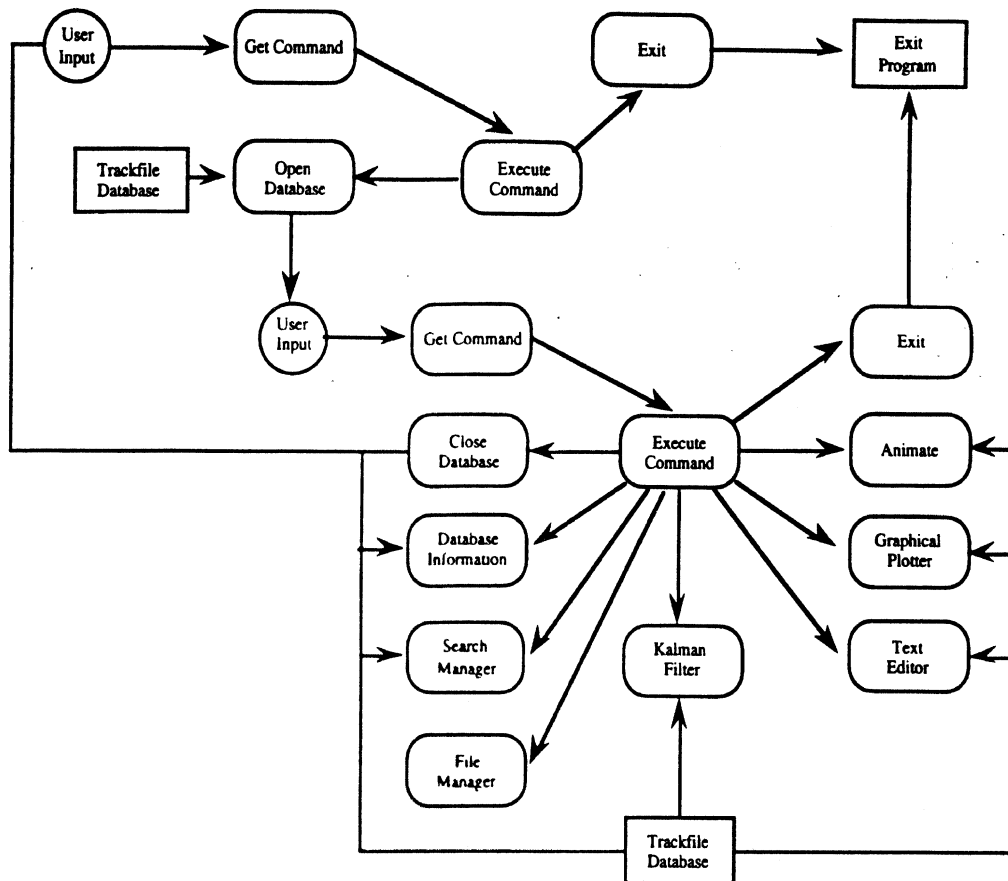 User
Input
Get Command
Exit
Exit
Program
Trackfile
Database
Open
Database
Execute
Command
User
Input
Get Command
Exit
Close
Database
Execute
Command
Animate
Database
Information
Graphical
Plotter
Search
Manager
Kalman
Filter
Text
Editor
File
Manager
Trackfile
Database